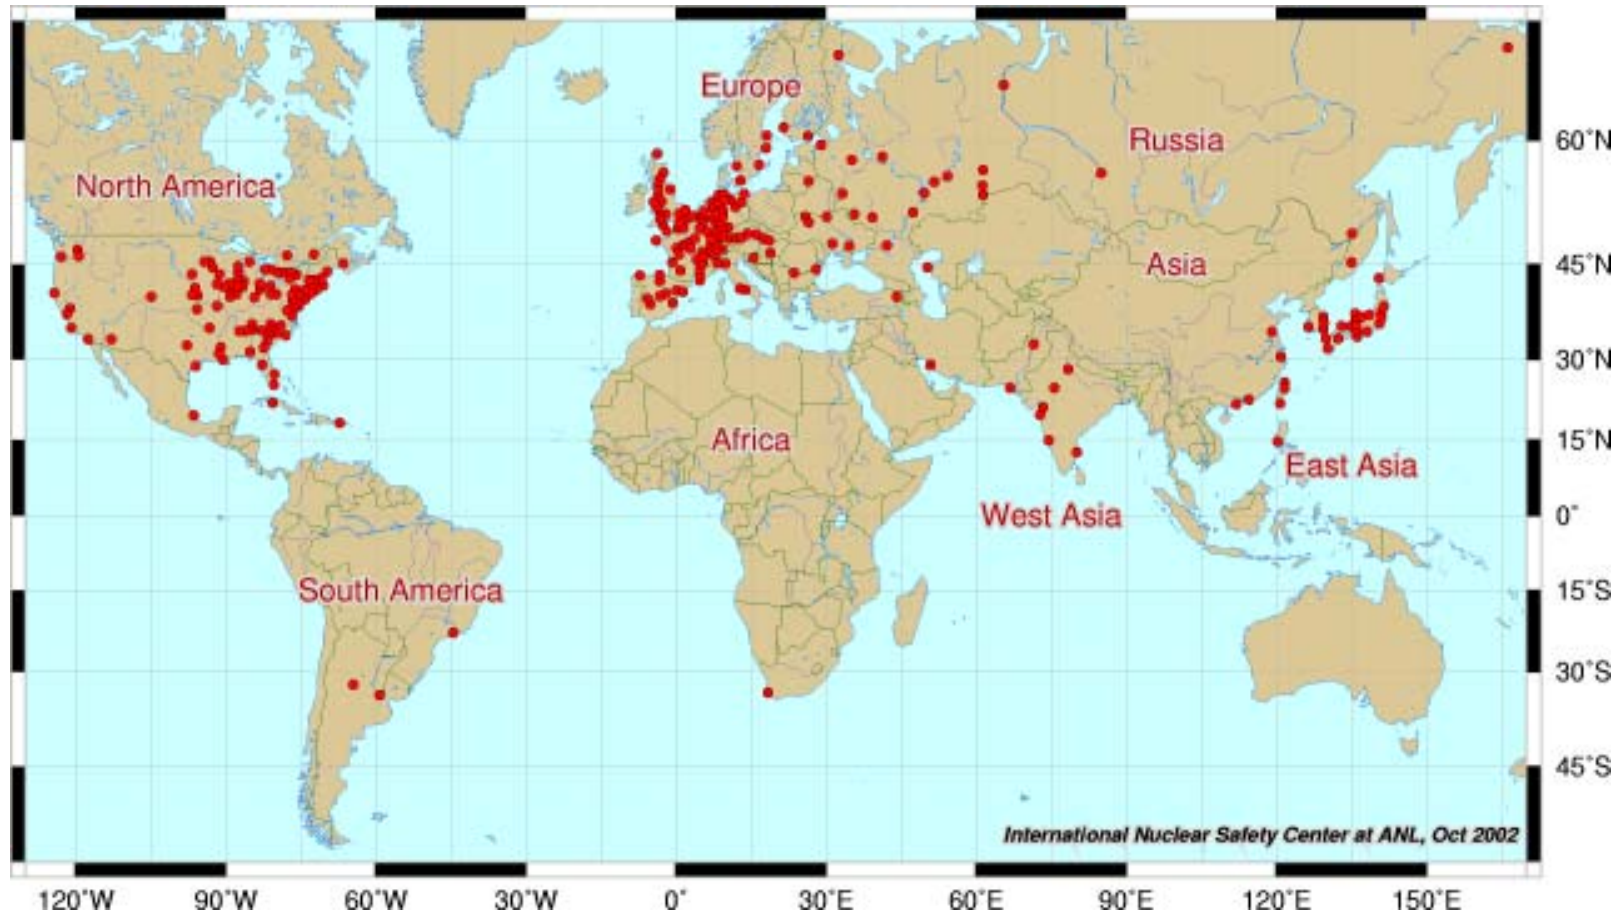 Europe
60°N
Russia
North America
45°N
Asia
30°N
Africa
15°N
East Asia
West Asia
0°
South America
15°S
30°S
45°S
International Nuclear Safety Center at ANL, Oct 2002
120°W 90°W 60°W 30°W 0° 30°E 60°E 90°E 120°E 150°E